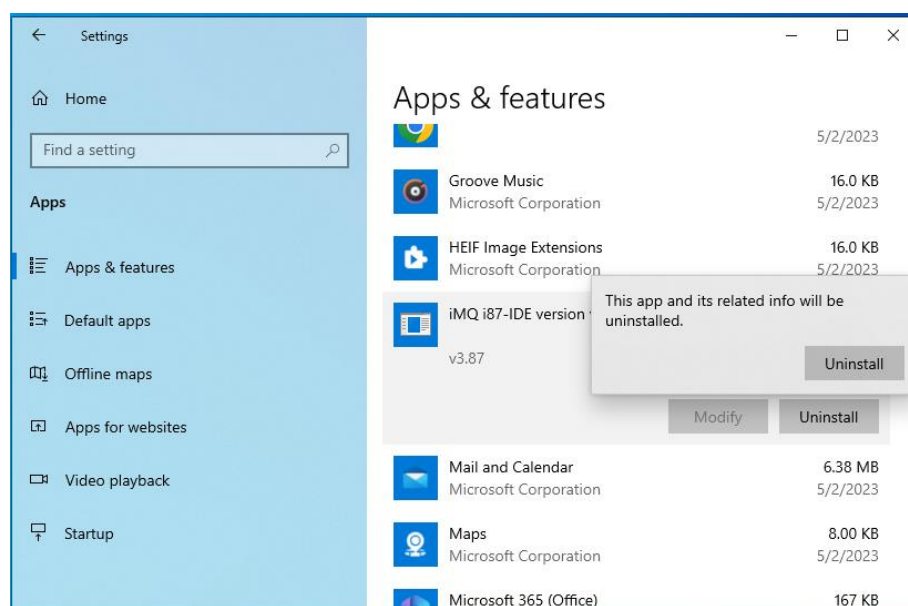 Settings
Home
Find a setting
Apps
Apps & features
Default apps
Offline maps
Apps for websites
Video playback
Startup
Apps & features
5/2/2023
Groove Music
16.0 KB
Microsoft Corporation
5/2/2023
HEIF Image Extensions
16.0 KB
Microsoft Corporation
5/2/2023
iMQ i87-IDE version
This app and its related info will be
uninstalled.
v3.87
Uninstall
Modify
Uninstall
Mail and Calendar
6.38 MB
Microsoft Corporation
5/2/2023
Maps
8.00 KB
Microsoft Corporation
5/2/2023
Microsoft 365 (Office)
167 KB